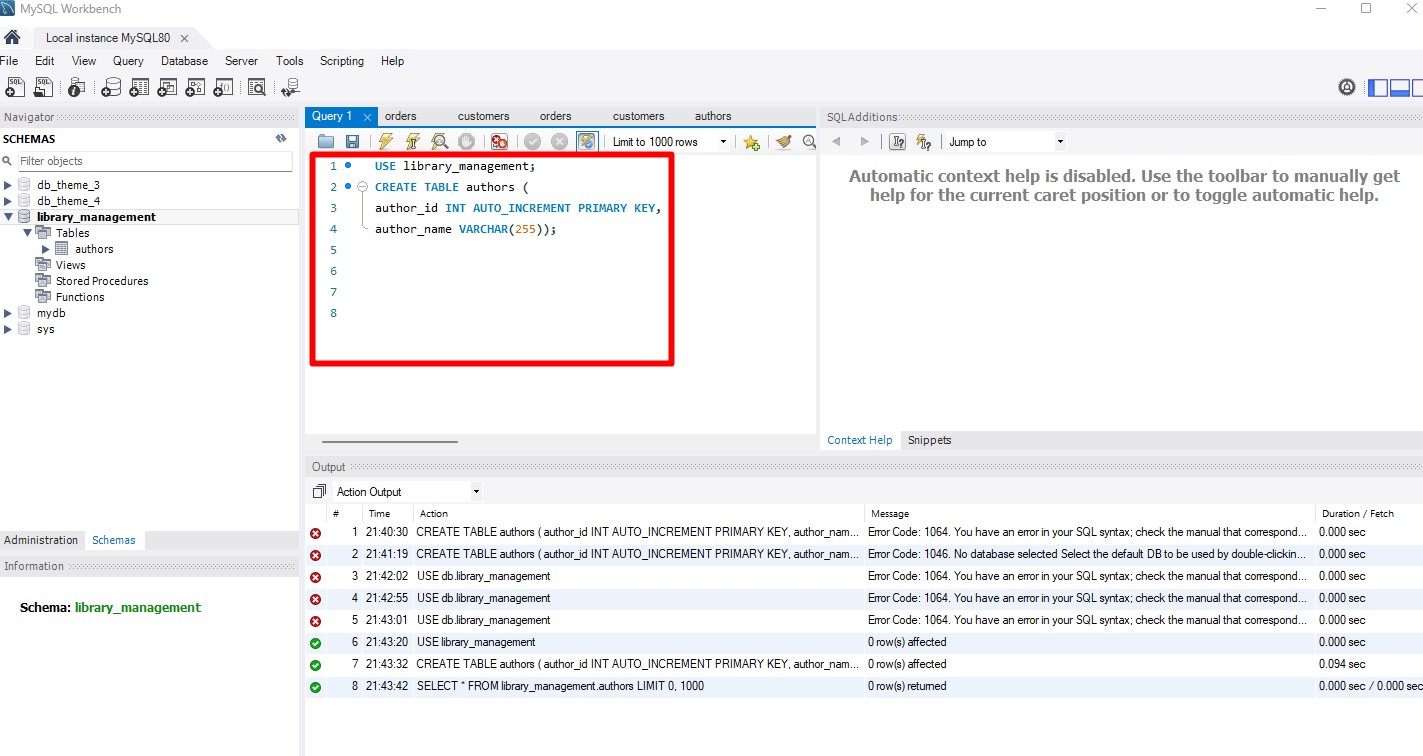 MySQL Workbench
Local instance MySQL80
File Edit View Query Database Server Tools Scripting Help
Navigator
SCHEMAS
Filter objects
db_theme_3
db_theme_4
library_management
Tables
authors
Views
Stored Procedures
Functions
mydb
sys
Administration Schemas
Information
Schema: library_management
Query 1 orders customers orders customers authors
Limit to 1000 rows
1 USE library_management;
2 CREATE TABLE authors (
3 author_id INT AUTO_INCREMENT PRIMARY KEY,
4 author_name VARCHAR(255));
5
6
7
8
SQLAdditions
Jump to
Automatic context help is disabled. Use the toolbar to manually get
help for the current caret position or to toggle automatic help.
Context Help Snippets
Output
Action Output
# Time Action Message Duration / Fetch
1 21:40:30 CREATE TABLE authors ( author_id INT AUTO_INCREMENT PRIMARY KEY, author_nam... Error Code: 1064. You have an error in your SQL syntax; check the manual that correspond... 0.000 sec
2 21:41:19 CREATE TABLE authors ( author_id INT AUTO_INCREMENT PRIMARY KEY, author_nam... Error Code: 1046. No database selected Select the default DB to be used by double-clickin... 0.000 sec
3 21:42:02 USE db.library_management Error Code: 1064. You have an error in your SQL syntax; check the manual that correspond... 0.000 sec
4 21:42:55 USE db.library_management Error Code: 1064. You have an error in your SQL syntax; check the manual that correspond... 0.000 sec
5 21:43:01 USE db.library_management Error Code: 1064. You have an error in your SQL syntax; check the manual that correspond... 0.000 sec
6 21:43:20 USE library_management 0 row(s) affected 0.000 sec
7 21:43:32 CREATE TABLE authors ( author_id INT AUTO_INCREMENT PRIMARY KEY, author_nam... 0 row(s) affected 0.094 sec
8 21:43:42 SELECT * FROM library_management.authors LIMIT 0, 1000 0 row(s) returned 0.000 sec / 0.000 sec